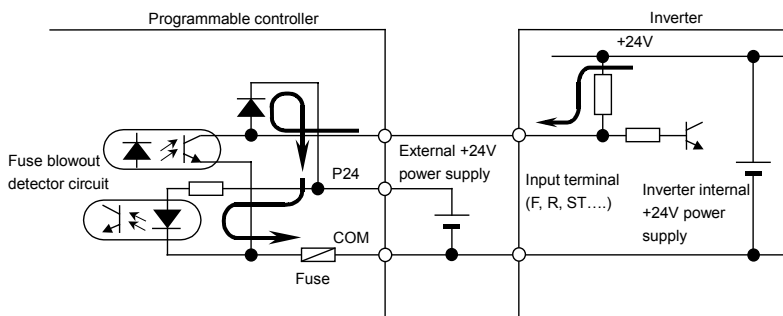 Programmable controller
Inverter
+24V
Fuse blowout
detector circuit
P24
External +24V
power supply
Input terminal
(F, R, ST....)
Inverter internal
+24V power
supply
COM
Fuse